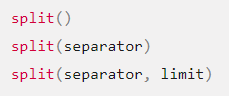 split()
split(separator)
split(separator, limit)